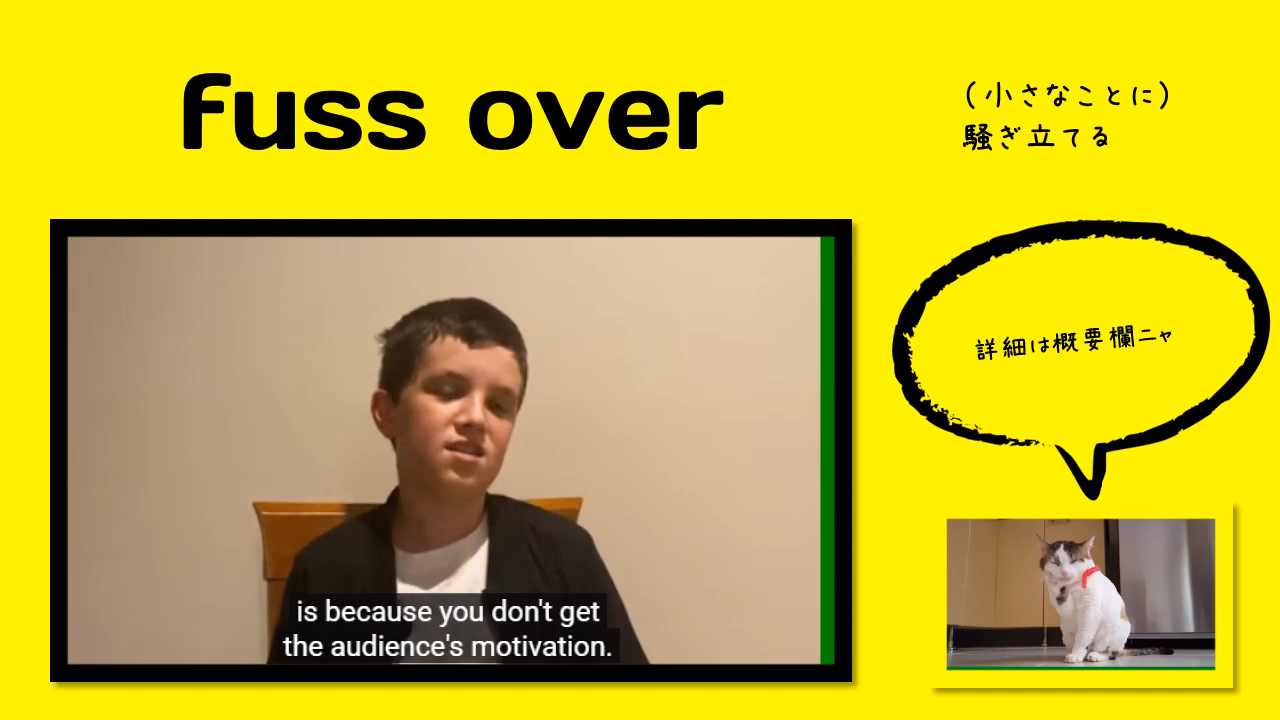 fuss over
(小さなことに)
騒ぎ立てる
詳細は概要欄ニャ
is because you don't get
the audience's motivation.